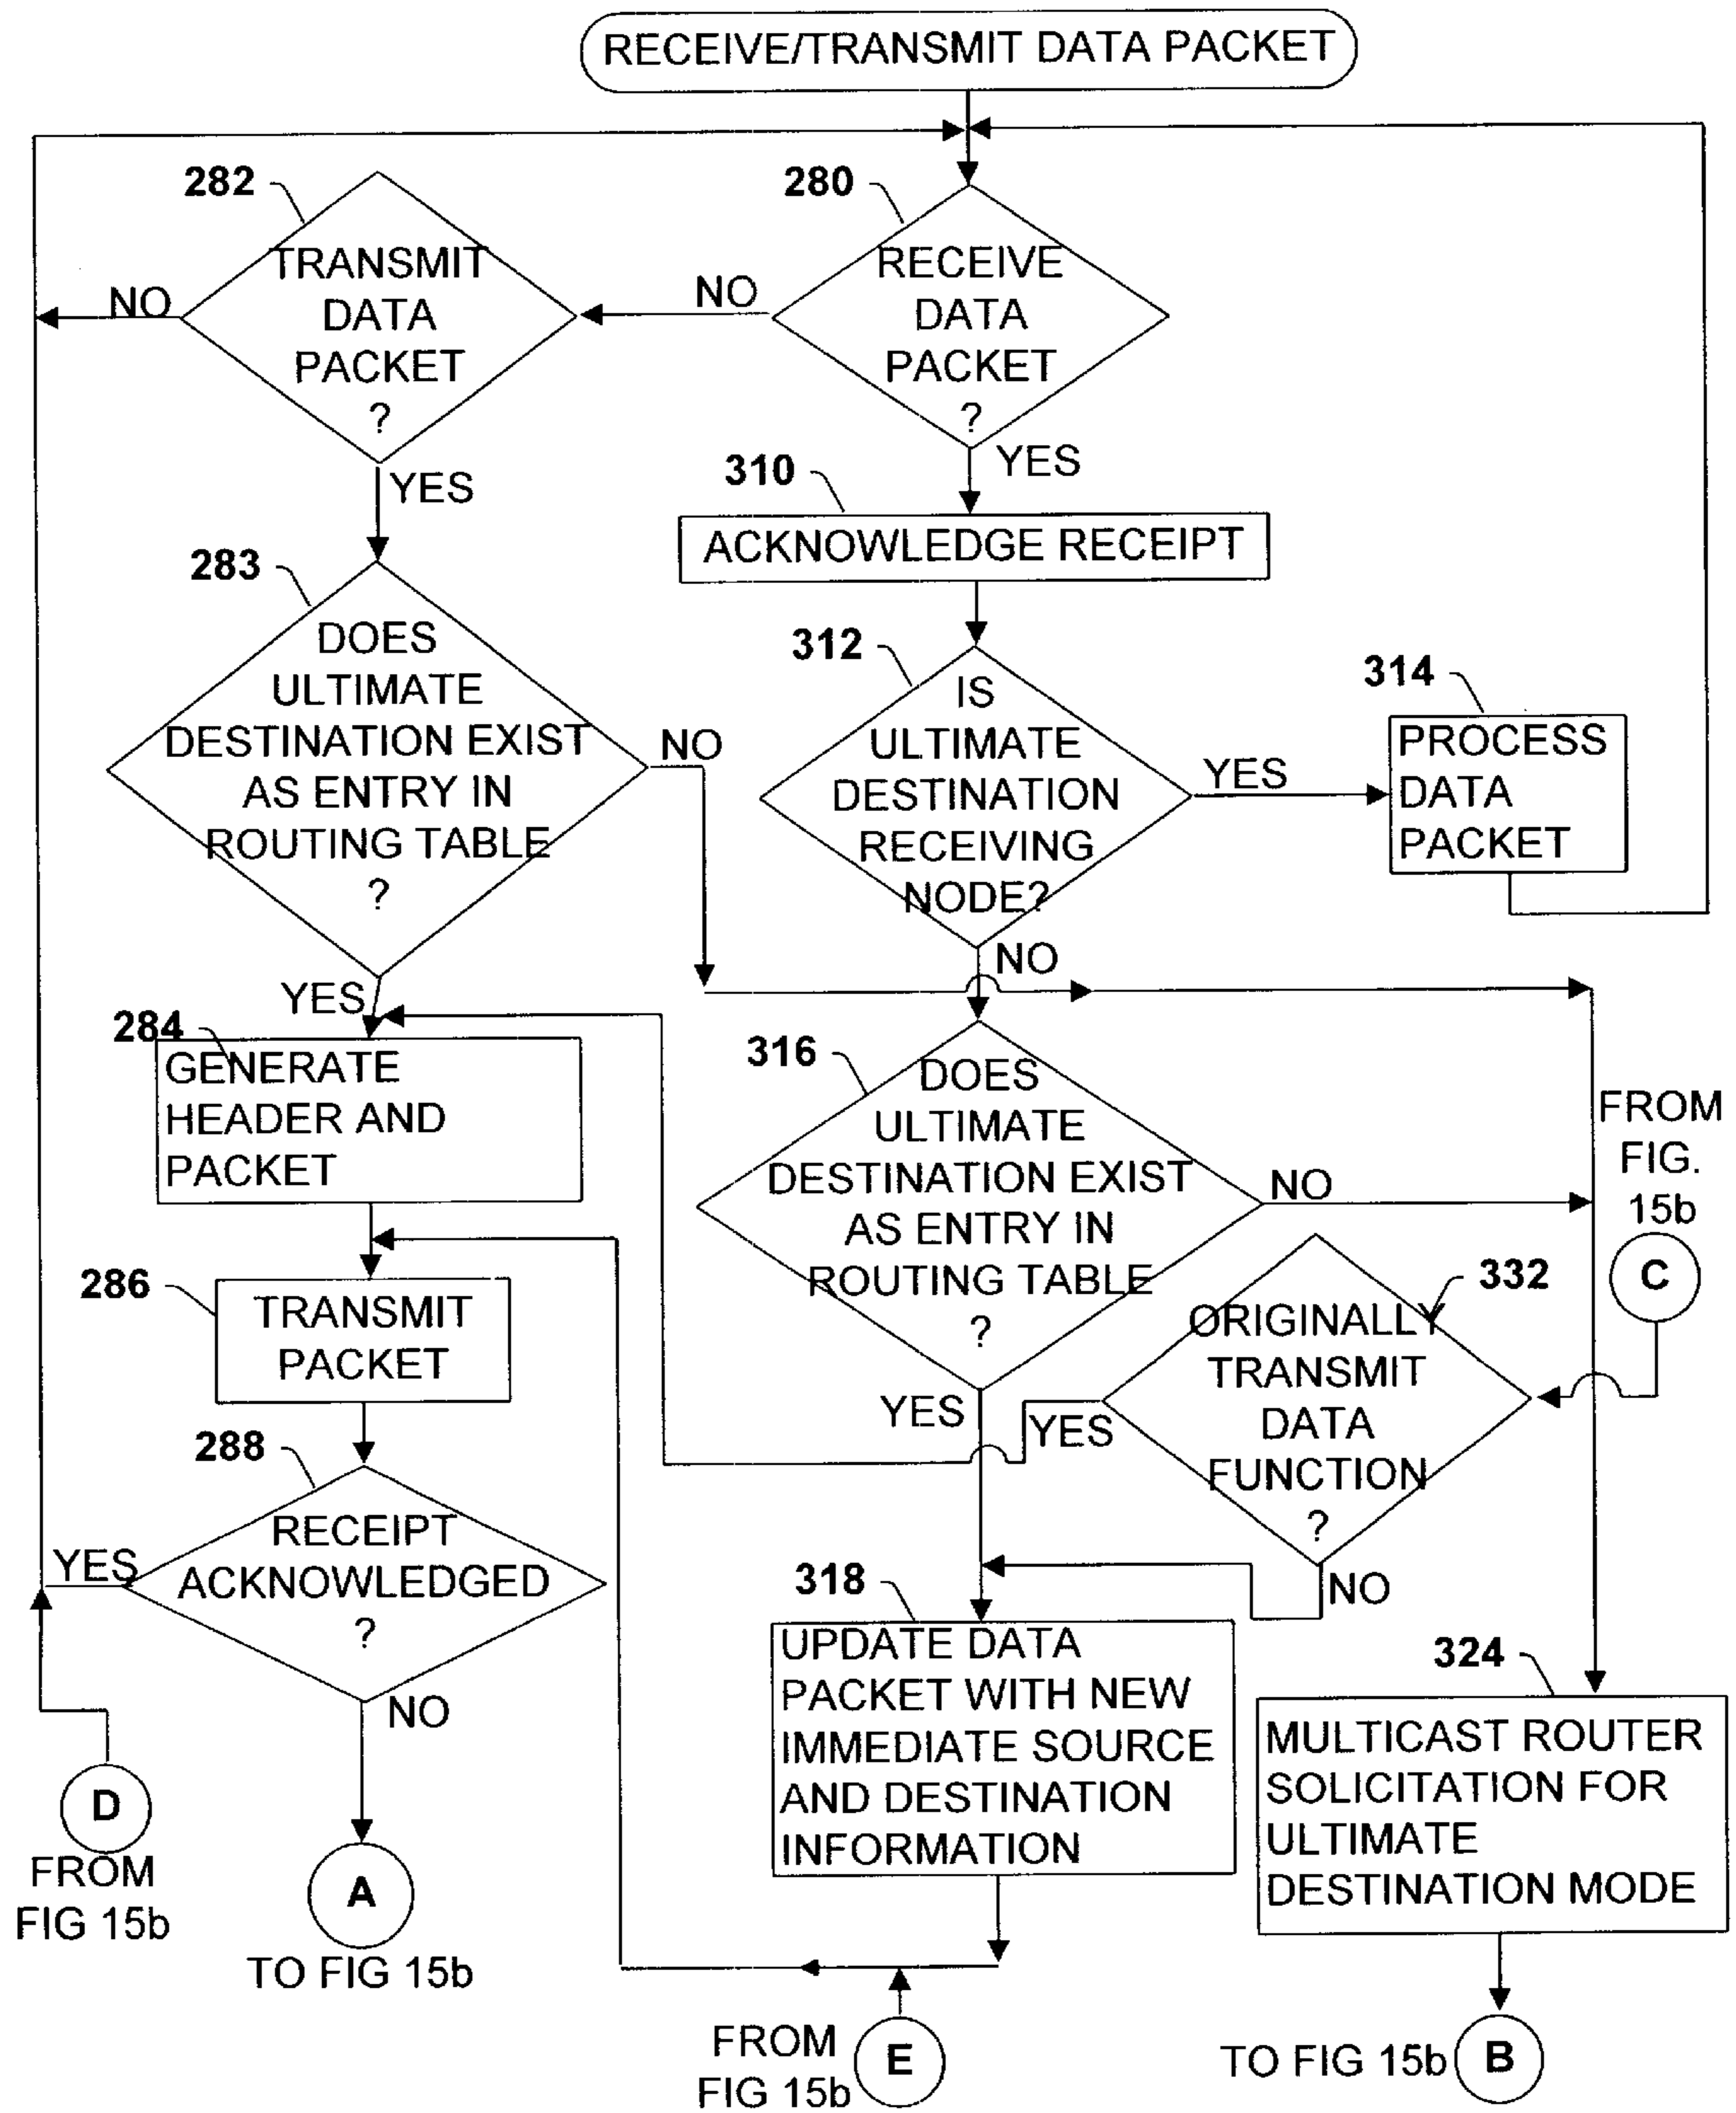 RECEIVE/TRANSMIT DATA PACKET
282
TRANSMIT
DATA
PACKET
?
NO
YES
280
RECEIVE
DATA
PACKET
?
NO
YES
310
ACKNOWLEDGE RECEIPT
283
DOES
ULTIMATE
DESTINATION EXIST
AS ENTRY IN
ROUTING TABLE
?
NO
YES
312
IS
ULTIMATE
DESTINATION
RECEIVING
NODE?
YES
NO
314
PROCESS
DATA
PACKET
284
GENERATE
HEADER AND
PACKET
316
DOES
ULTIMATE
DESTINATION EXIST
AS ENTRY IN
ROUTING TABLE
?
NO
YES
FROM
FIG.
15b
C
286
TRANSMIT
PACKET
332
ORIGINALLY
TRANSMIT
DATA
FUNCTION
?
YES
NO
288
RECEIPT
ACKNOWLEDGED
?
YES
NO
318
UPDATE DATA
PACKET WITH NEW
IMMEDIATE SOURCE
AND DESTINATION
INFORMATION
324
MULTICAST ROUTER
SOLICITATION FOR
ULTIMATE
DESTINATION MODE
D
FROM
FIG 15b
A
TO FIG 15b
FROM
FIG 15b
E
TO FIG 15b
B